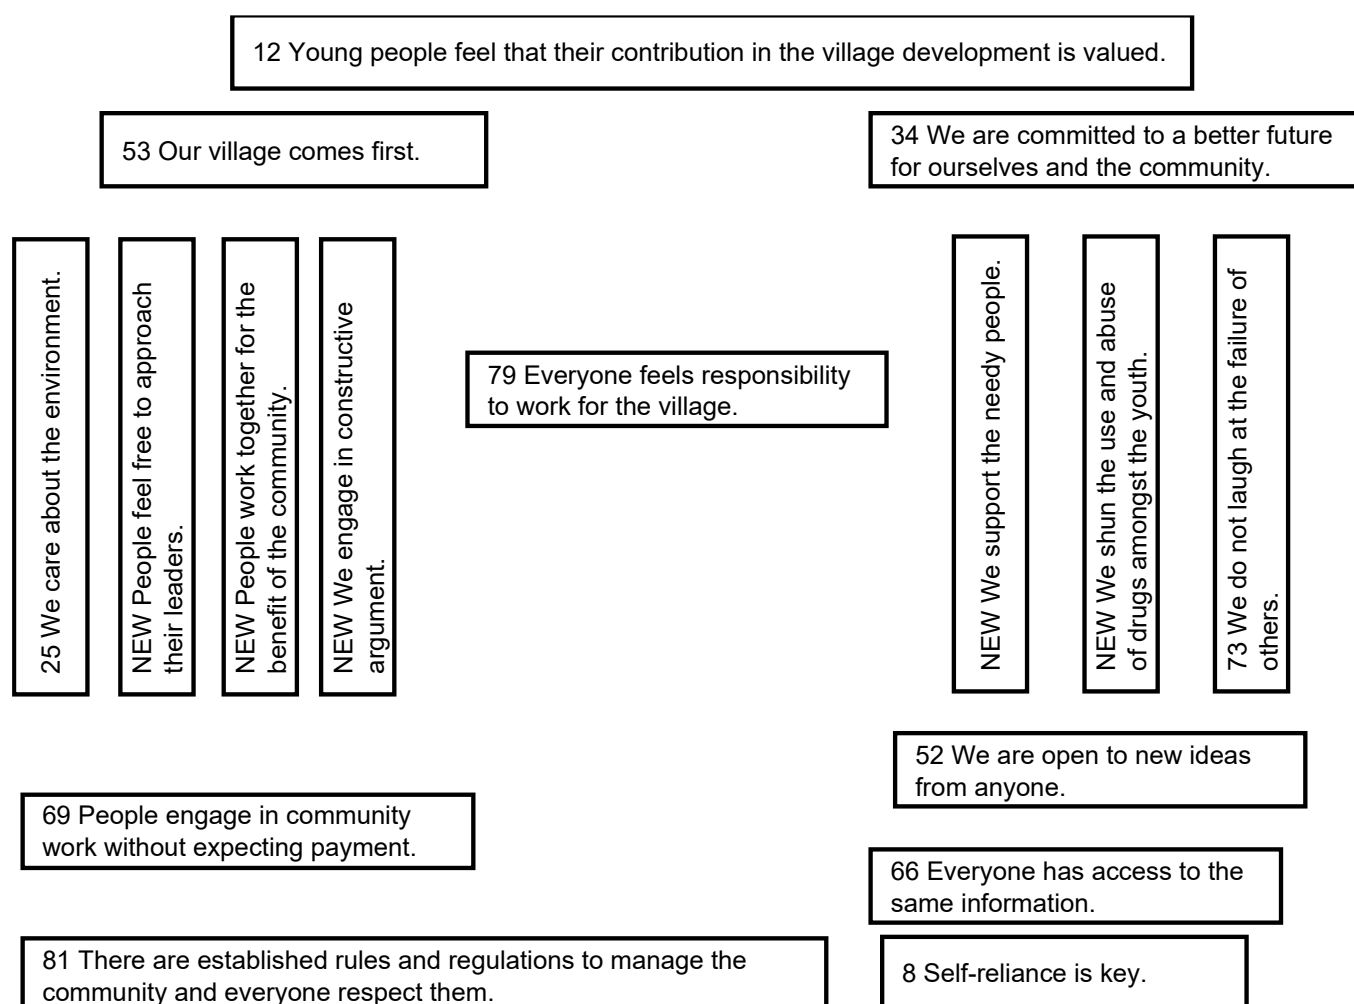 12 Young people feel that their contribution in the village development is valued.
53 Our village comes first.
34 We are committed to a better future
for ourselves and the community.
25 We care about the environment.
NEW People feel free to approach
their leaders.
NEW People work together for the
benefit of the community.
NEW We engage in constructive
argument.
79 Everyone feels responsibility
to work for the village.
NEW We support the needy people.
NEW We shun the use and abuse
of drugs amongst the youth.
73 We do not laugh at the failure of
others.
52 We are open to new ideas
from anyone.
69 People engage in community
work without expecting payment.
66 Everyone has access to the
same information.
81 There are established rules and regulations to manage the
community and everyone respect them.
8 Self-reliance is key.